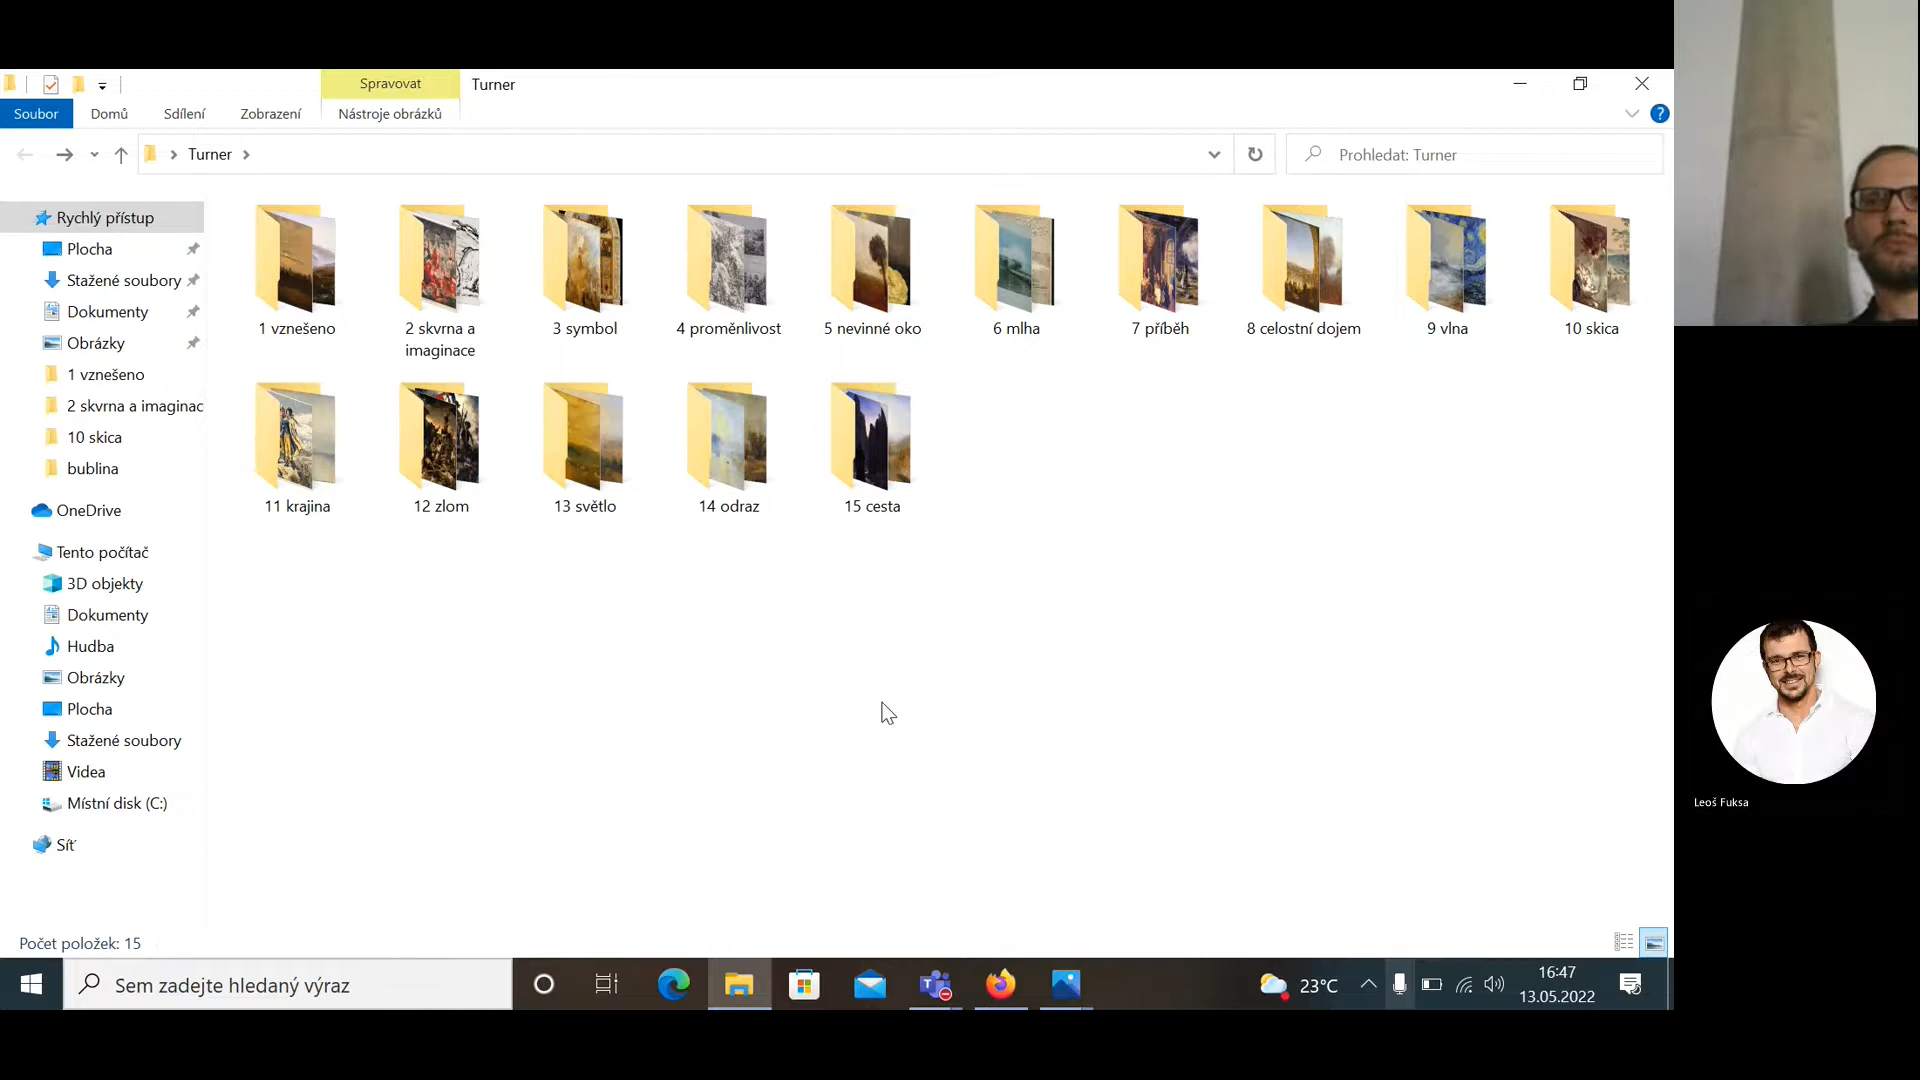 Spravovat
Turner
Soubor
Domů
Sdílení
Zobrazení
Nástroje obrázků
Turner
Prohledat: Turner
Rychlý přístup
Plocha
Stažené soubory
Dokumenty
Obrázky
1 vznešeno
2 skvrna a imaginac
10 skica
bublina
OneDrive
Tento počítač
3D objekty
Dokumenty
Hudba
Obrázky
Plocha
Stažené soubory
Videa
Místní disk (C:)
Síť
1 vznešeno
2 skvrna a
imaginace
3 symbol
4 proměnlivost
5 nevinné oko
6 mlha
7 příběh
8 celostní dojem
9 vlna
10 skica
11 krajina
12 zlom
13 světlo
14 odraz
15 cesta
Počet položek: 15
Sem zadejte hledaný výraz
23°C
16:47
13.05.2022
Leoš Fuksa